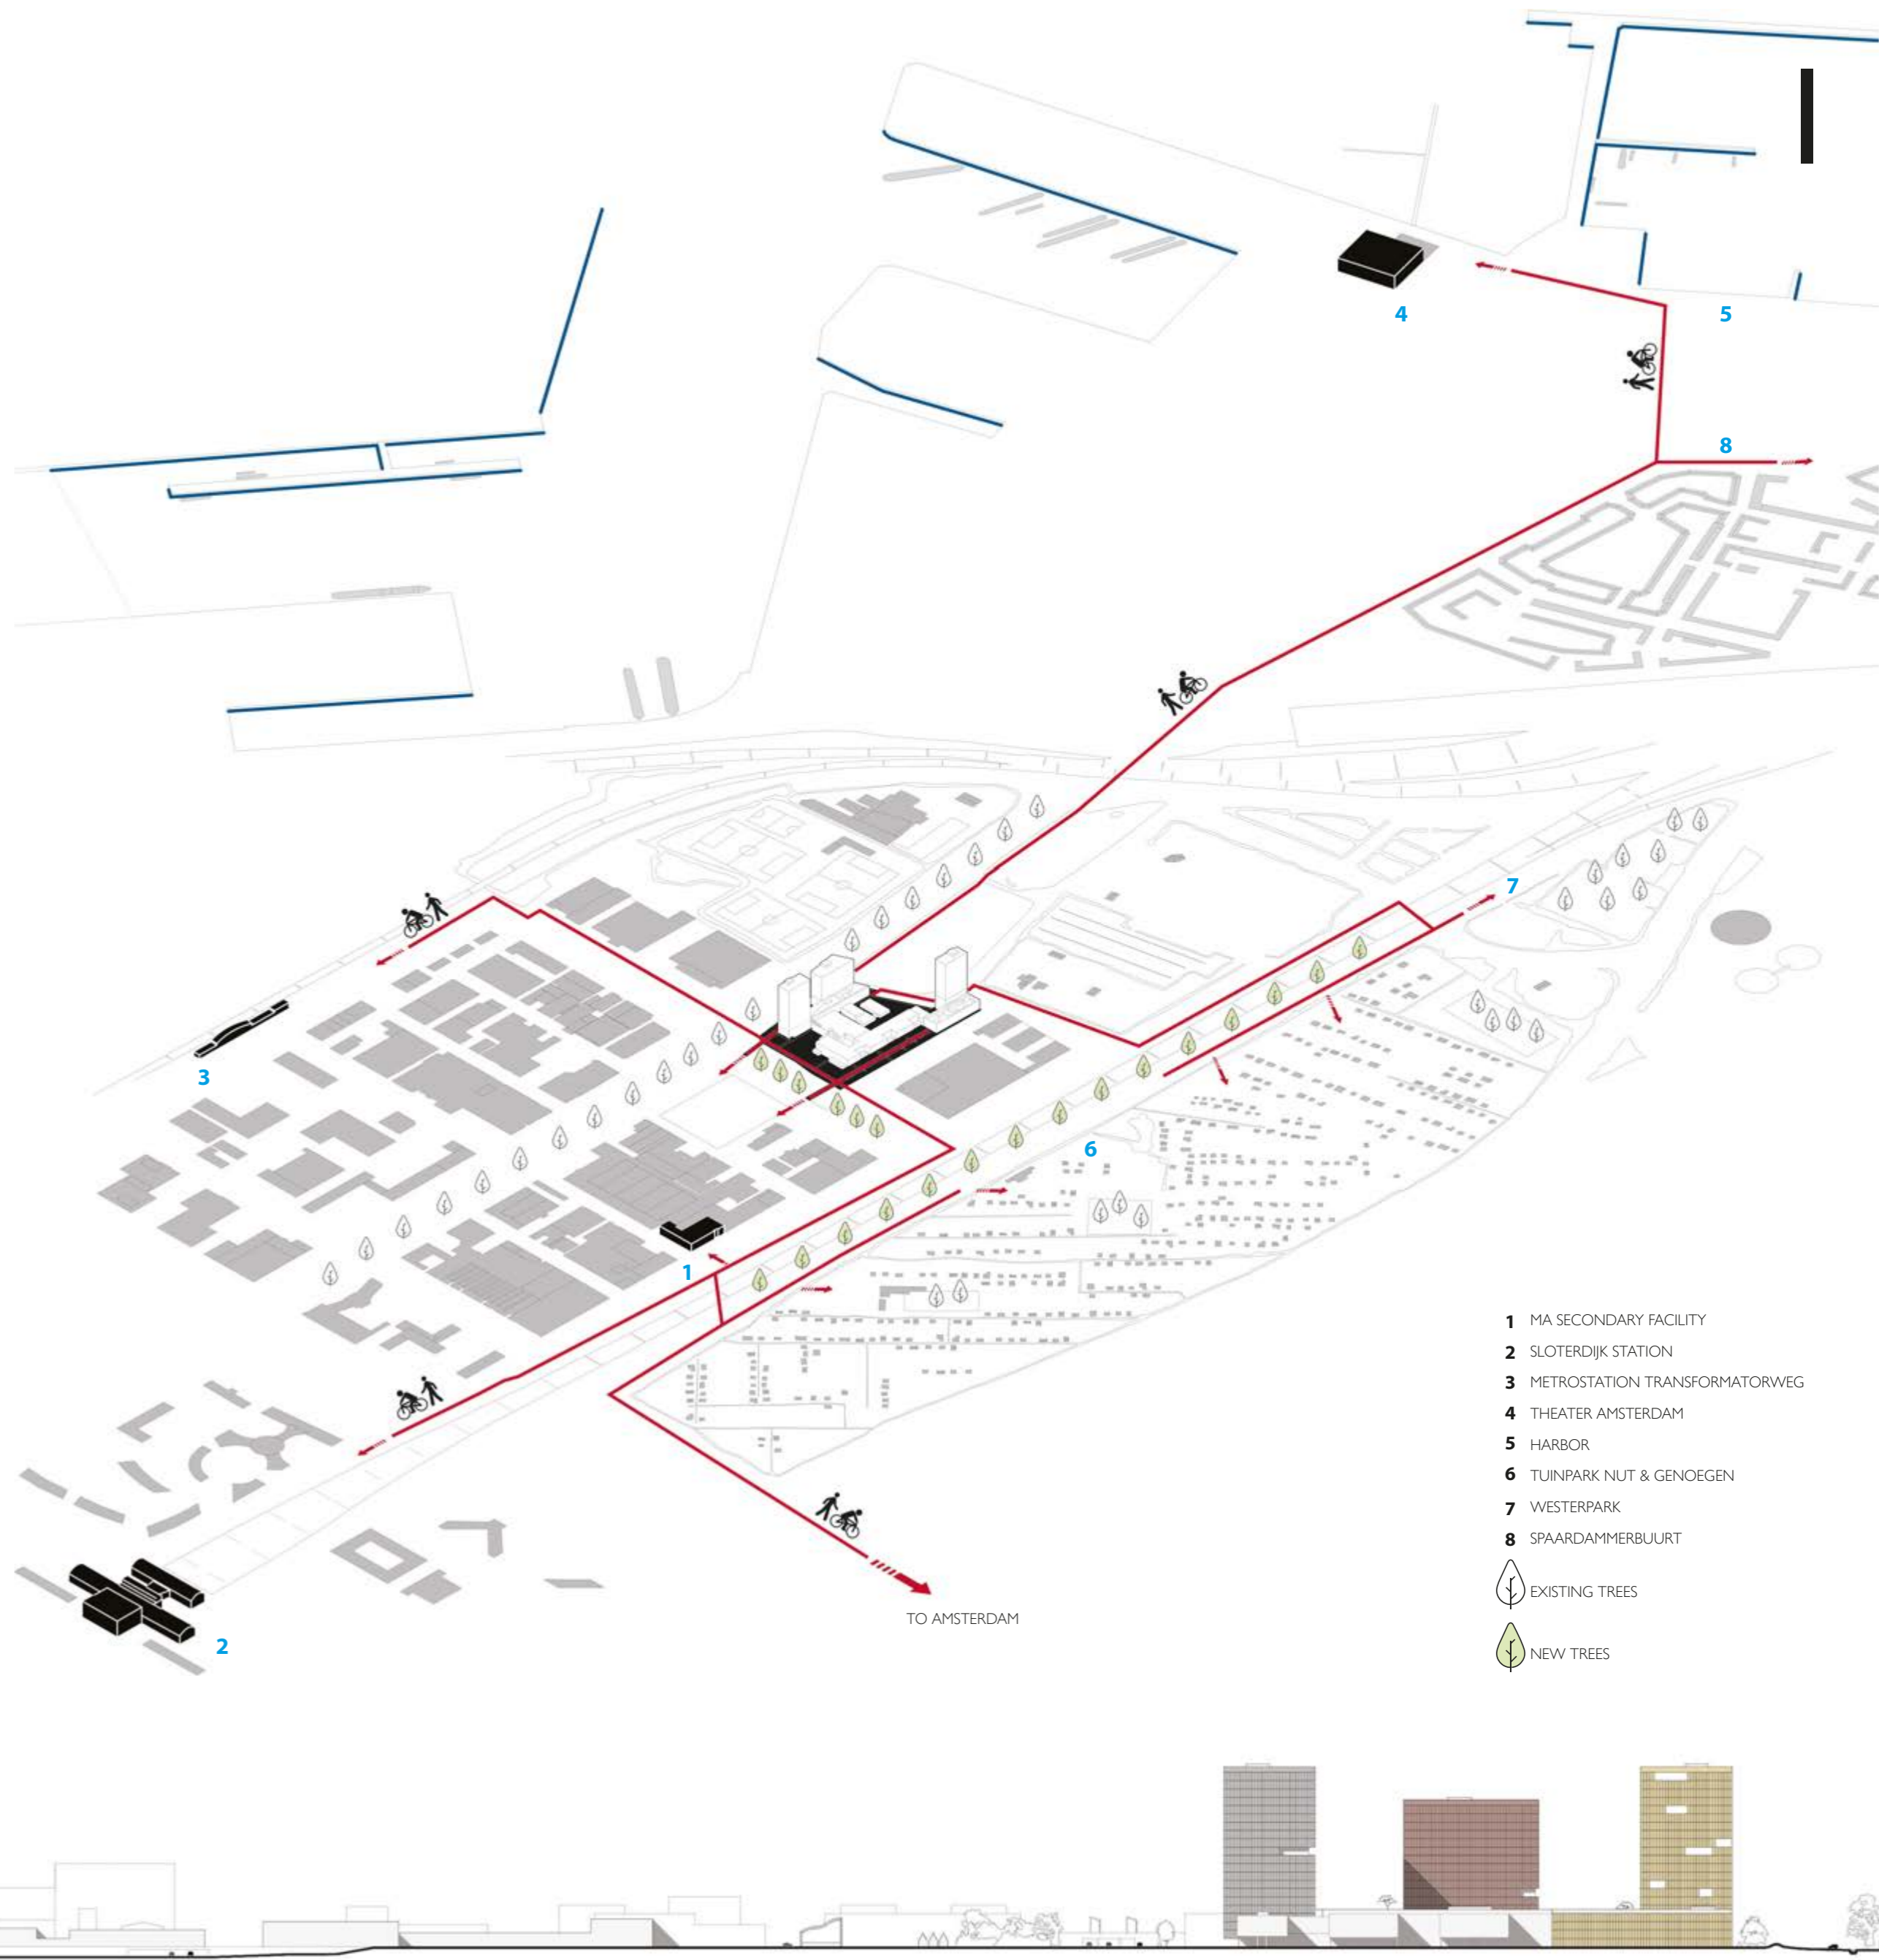 4
5
8
7
3
6
1
2
TO AMSTERDAM
1 MA SECONDARY FACILITY
2 SLOTERDIJK STATION
3 METROSTATION TRANSFORMATORWEG
4 THEATER AMSTERDAM
5 HARBOR
6 TUINPARK NUT & GENOEGEN
7 WESTERPARK
8 SPAARDAMMERBUURT
EXISTING TREES
NEW TREES